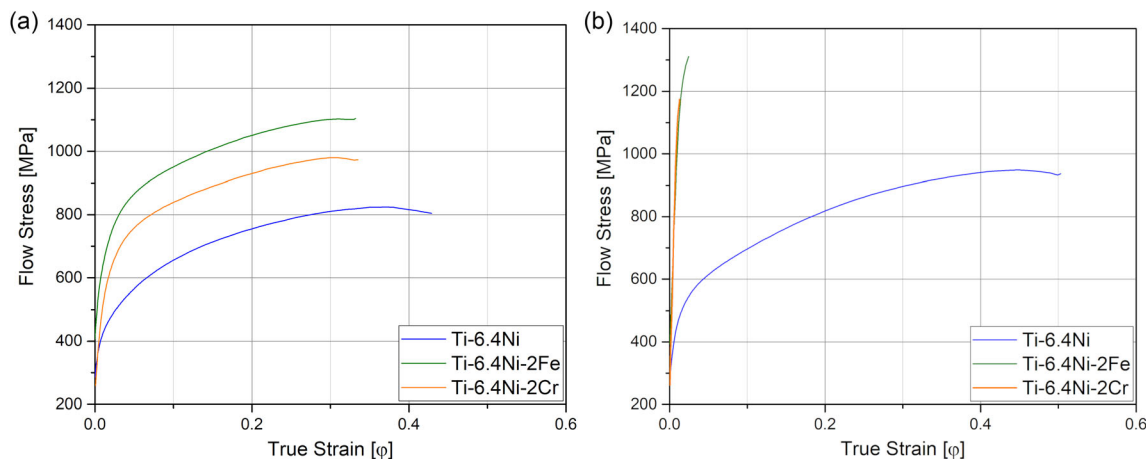 (a)
Flow Stress [MPa]
1400
1200
1000
800
600
400
200
0.0 0.2 0.4 0.6
True Strain [φ]
Ti-6.4Ni
Ti-6.4Ni-2Fe
Ti-6.4Ni-2Cr
(b)
Flow Stress [MPa]
1400
1200
1000
800
600
400
200
0.0 0.2 0.4 0.6
True Strain [φ]
Ti-6.4Ni
Ti-6.4Ni-2Fe
Ti-6.4Ni-2Cr